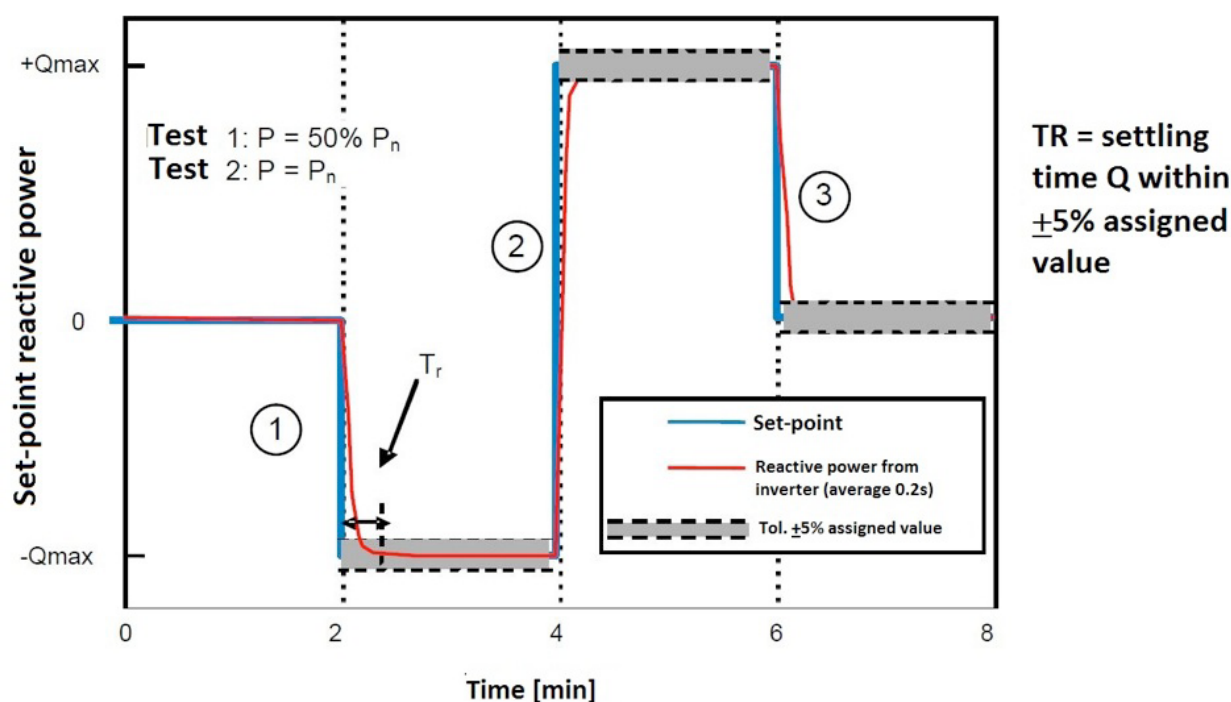 +Qmax
Test 1: P = 50% Pn
Test 2: P = Pn
2
3
TR = settling
time Q within
±5% assigned
value
Set-point reactive power
0
Tr
1
Set-point
Reactive power from
inverter (average 0.2s)
Tol. ±5% assigned value
-Qmax
0 2 4 6 8
Time [min]